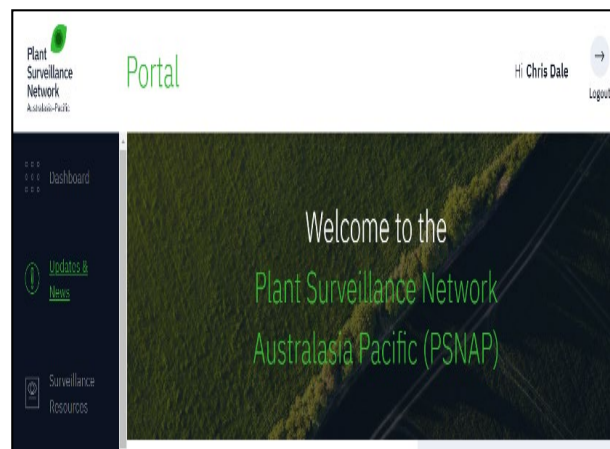 Plant
Surveillance
Network
Australasia-Pacific
Portal
Hi Chris Dale
Logout
Dashboard
Updates &
News
Surveillance
Resources
Welcome to the
Plant Surveillance Network
Australasia Pacific (PSNAP)